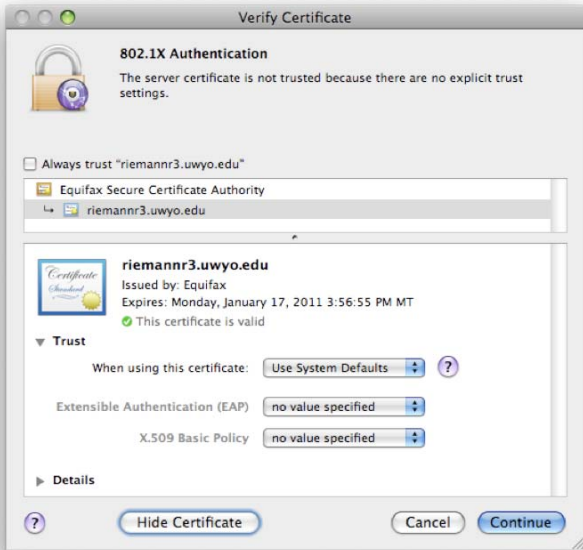 Verify Certificate
802.1X Authentication
The server certificate is not trusted because there are no explicit trust
settings.
Always trust "riemannr3.uwyo.edu"
Equifax Secure Certificate Authority
riemannr3.uwyo.edu
Certificate
Standard
riemannr3.uwyo.edu
Issued by: Equifax
Expires: Monday, January 17, 2011 3:56:55 PM MT
This certificate is valid
Trust
When using this certificate: Use System Defaults ?
Extensible Authentication (EAP) no value specified
X.509 Basic Policy no value specified
Details
? Hide Certificate Cancel Continue